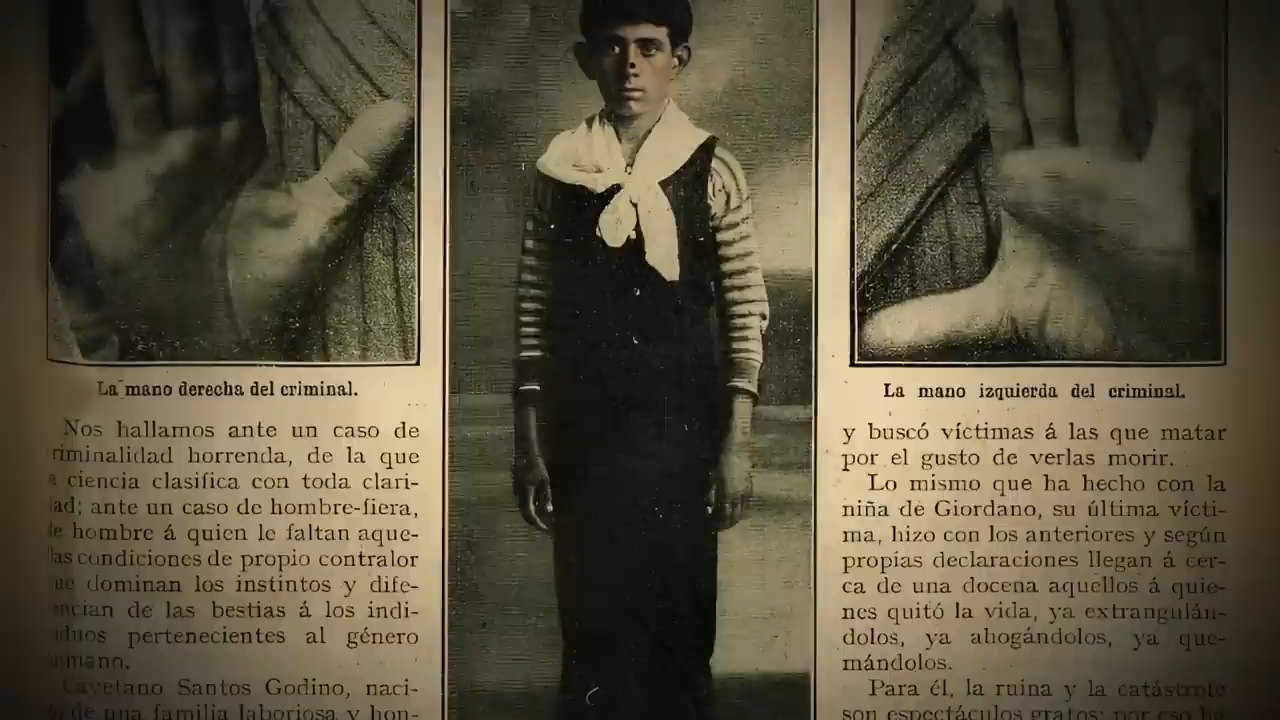 La mano derecha del criminal.
Nos hallamos ante un caso de
riminalidad horrenda, de la que
a ciencia clasifica con toda clari-
ad; ante un caso de hombre-fiera,
de hombre á quien le faltan aque-
las condiciones de propio contralor
que dominan los instintos y dife-
encian de las bestias á los indi-
iduos pertenecientes al género
umano.
Cayetano Santos Godino, naci-
de una familia laboriosa y hon-
La mano izquierda del criminal.
y buscó víctimas á las que matar
por el gusto de verlas morir.
Lo mismo que ha hecho con la
niña de Giordano, su última vícti-
ma, hizo con los anteriores y según
propias declaraciones llegan á cer-
ca de una docena aquellos á quie-
nes quitó la vida, ya extrangulán-
dolos, ya ahogándolos, ya que-
mándolos.
Para él, la ruina y la catástrofe
son espectáculos gratos; por eso ha